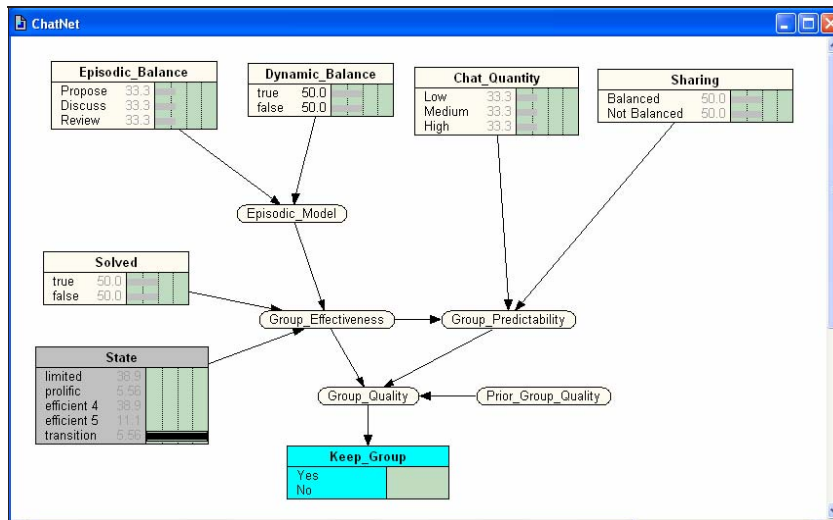 ChatNet
Episodic_Balance
Propose 33.3
Discuss 33.3
Review 33.3
Dynamic_Balance
true 50.0
false 50.0
Chat_Quantity
Low 33.3
Medium 33.3
High 33.3
Sharing
Balanced 50.0
Not Balanced 50.0
Episodic_Model
Solved
true 50.0
false 50.0
Group_Effectiveness
Group_Predictability
State
limited 38.9
prolific 5.56
efficient 4 38.9
efficient 5 11.1
transition 5.56
Group_Quality
Prior_Group_Quality
Keep_Group
Yes
No